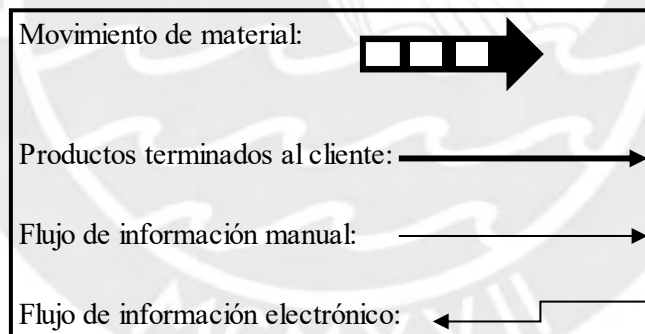 Movimiento de material:
Productos terminados al cliente:
Flujo de información manual:
Flujo de información electrónico: